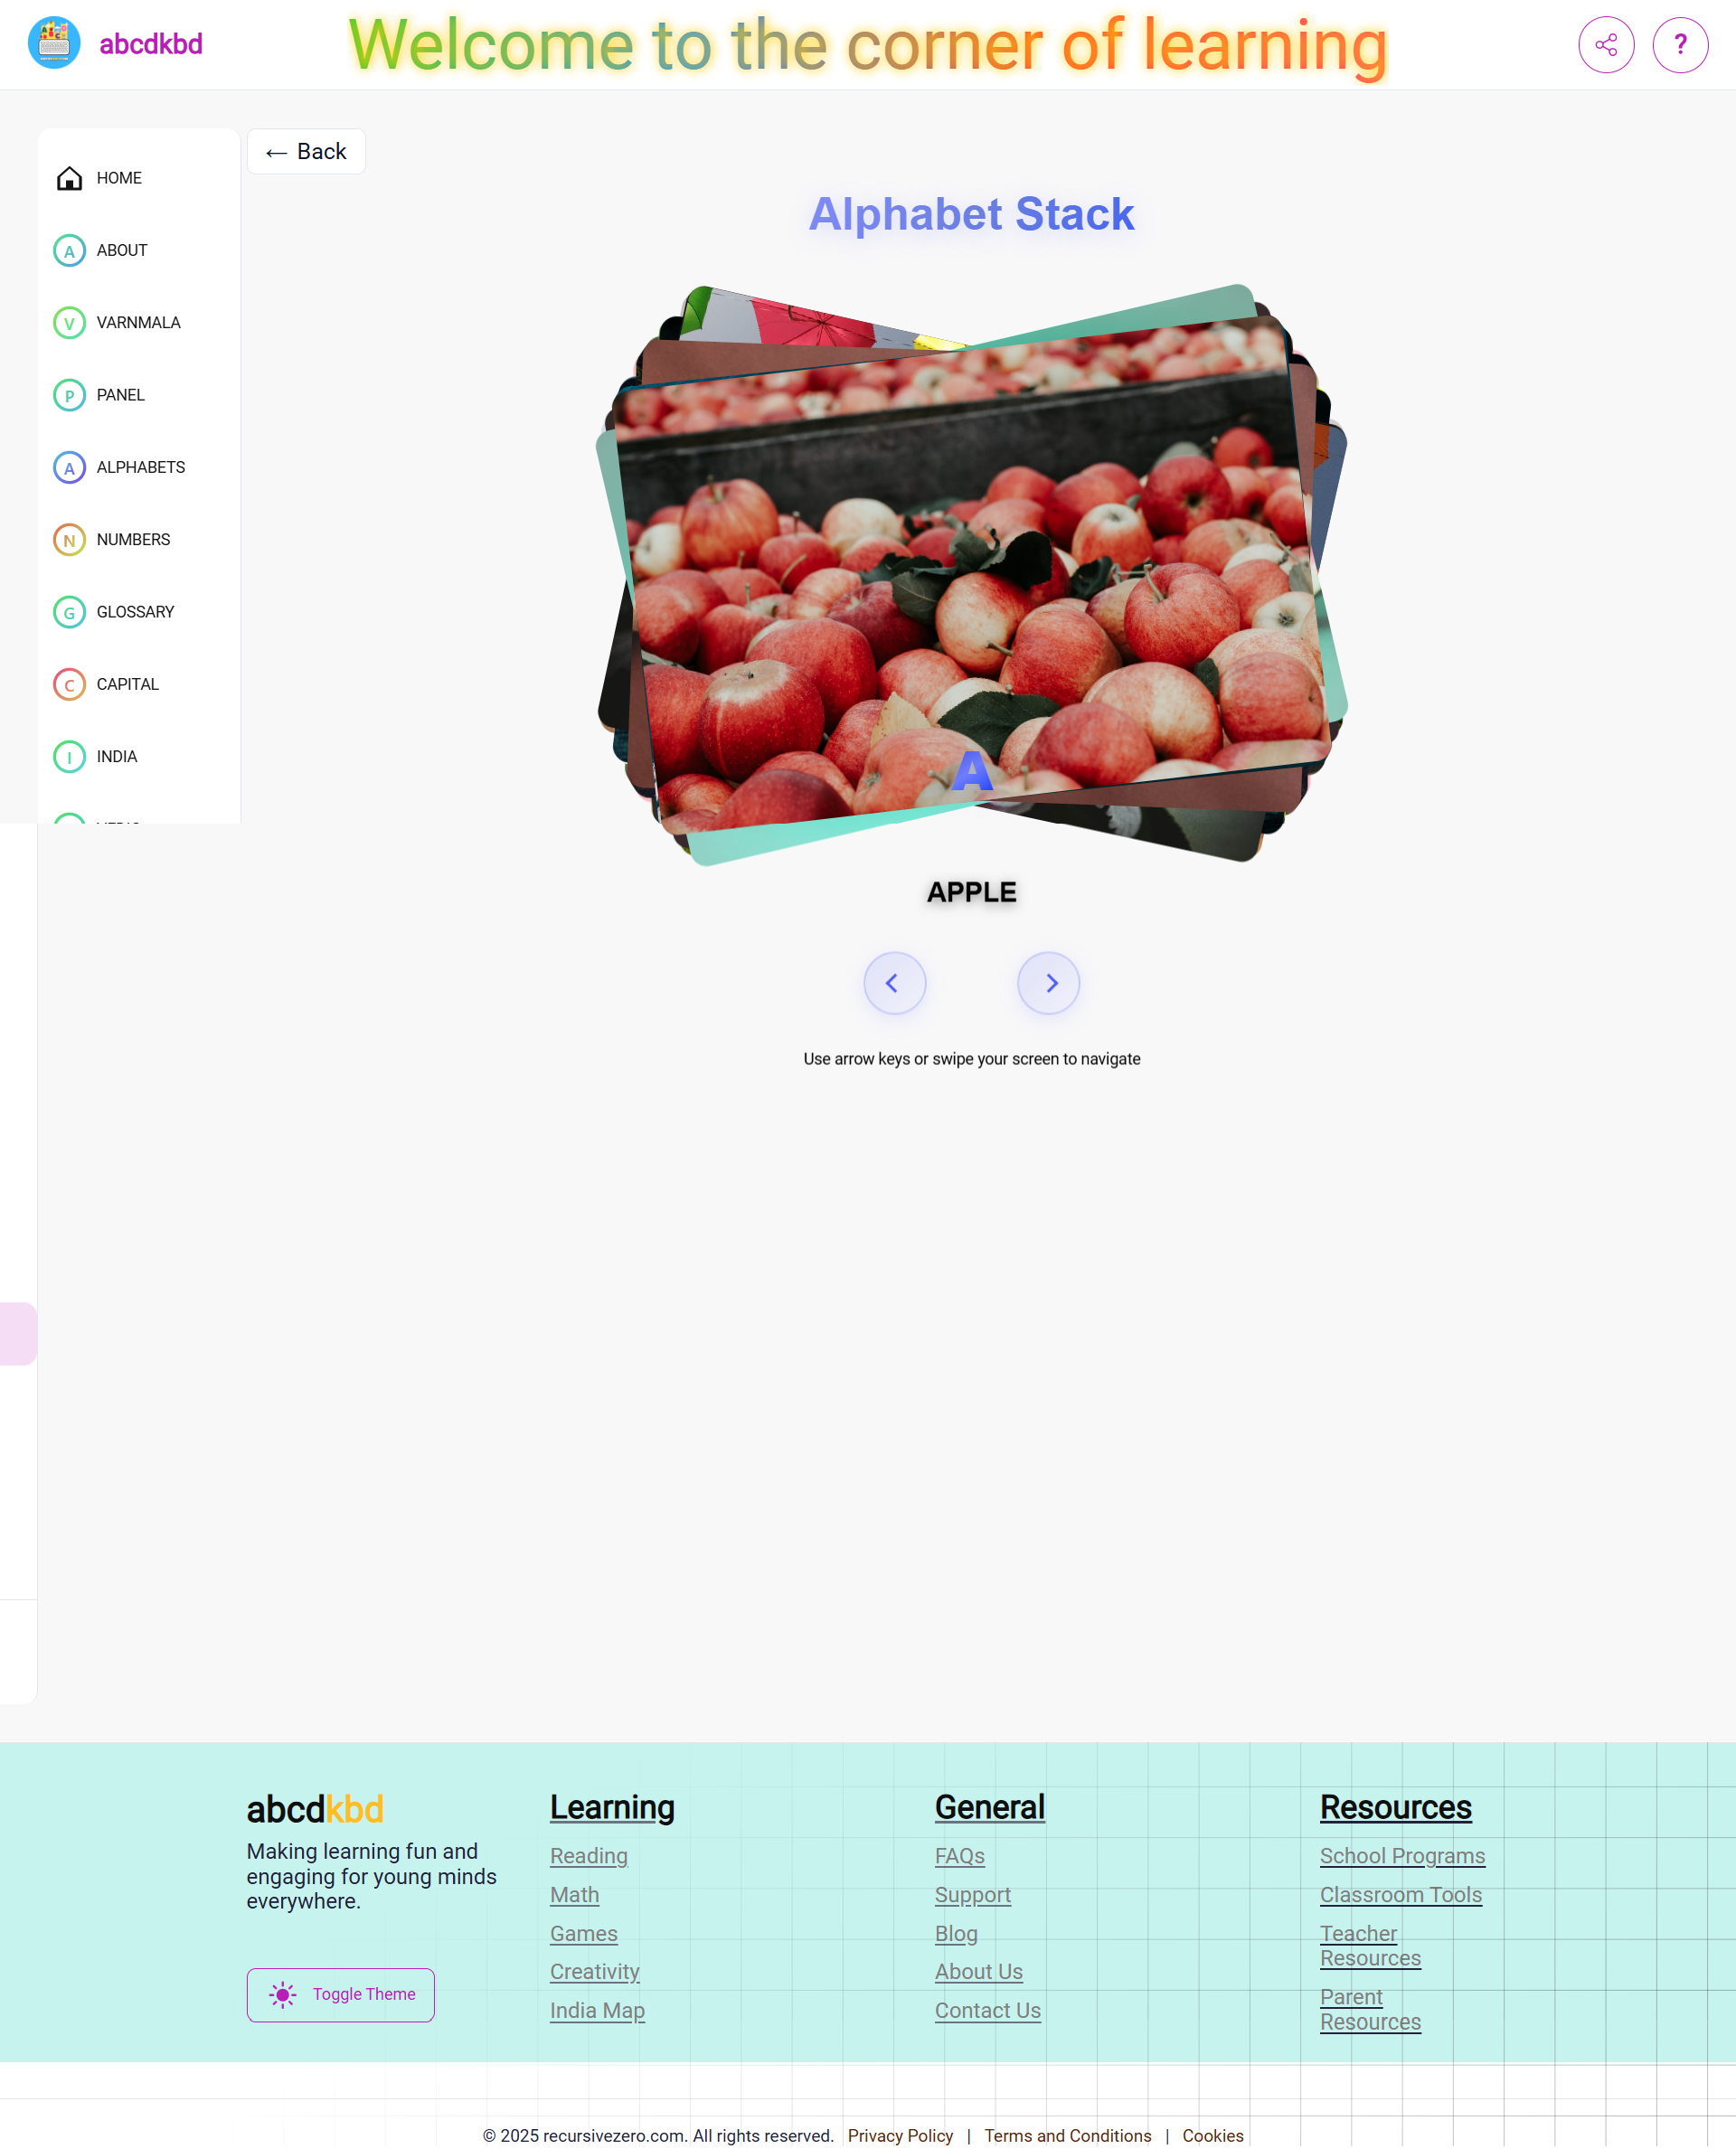 abcdkbd
Welcome to the corner of learning
?
← Back
HOME
A ABOUT
V VARNMALA
P PANEL
A ALPHABETS
N NUMBERS
G GLOSSARY
C CAPITAL
I INDIA
Alphabet Stack
A
APPLE
Use arrow keys or swipe your screen to navigate
abcdkbd
Making learning fun and
engaging for young minds
everywhere.
Toggle Theme
Learning
Reading
Math
Games
Creativity
India Map
General
FAQs
Support
Blog
About Us
Contact Us
Resources
School Programs
Classroom Tools
Teacher
Resources
Parent
Resources
© 2025 recursivezero.com. All rights reserved. Privacy Policy | Terms and Conditions | Cookies